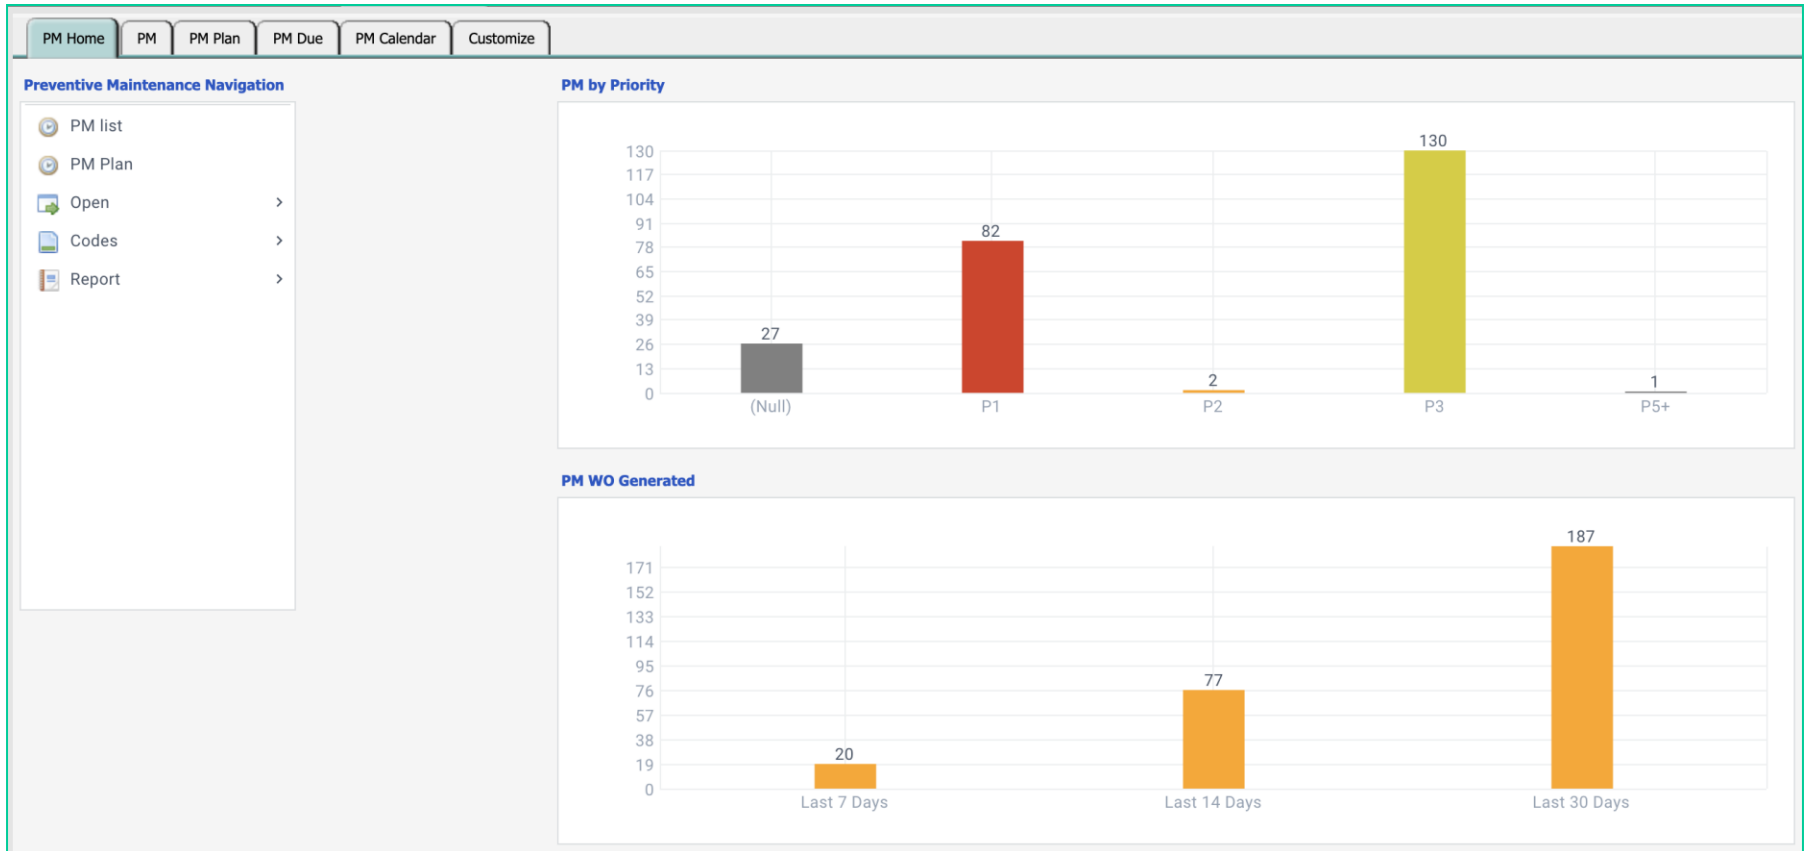 PM Home
PM
PM Plan
PM Due
PM Calendar
Customize
Preventive Maintenance Navigation
PM list
PM Plan
Open
Codes
Report
PM by Priority
130
117
104
91
78
65
52
39
26
13
0
27
82
2
130
1
(Null)
P1
P2
P3
P5+
PM WO Generated
171
152
133
114
95
76
57
38
19
0
20
77
187
Last 7 Days
Last 14 Days
Last 30 Days